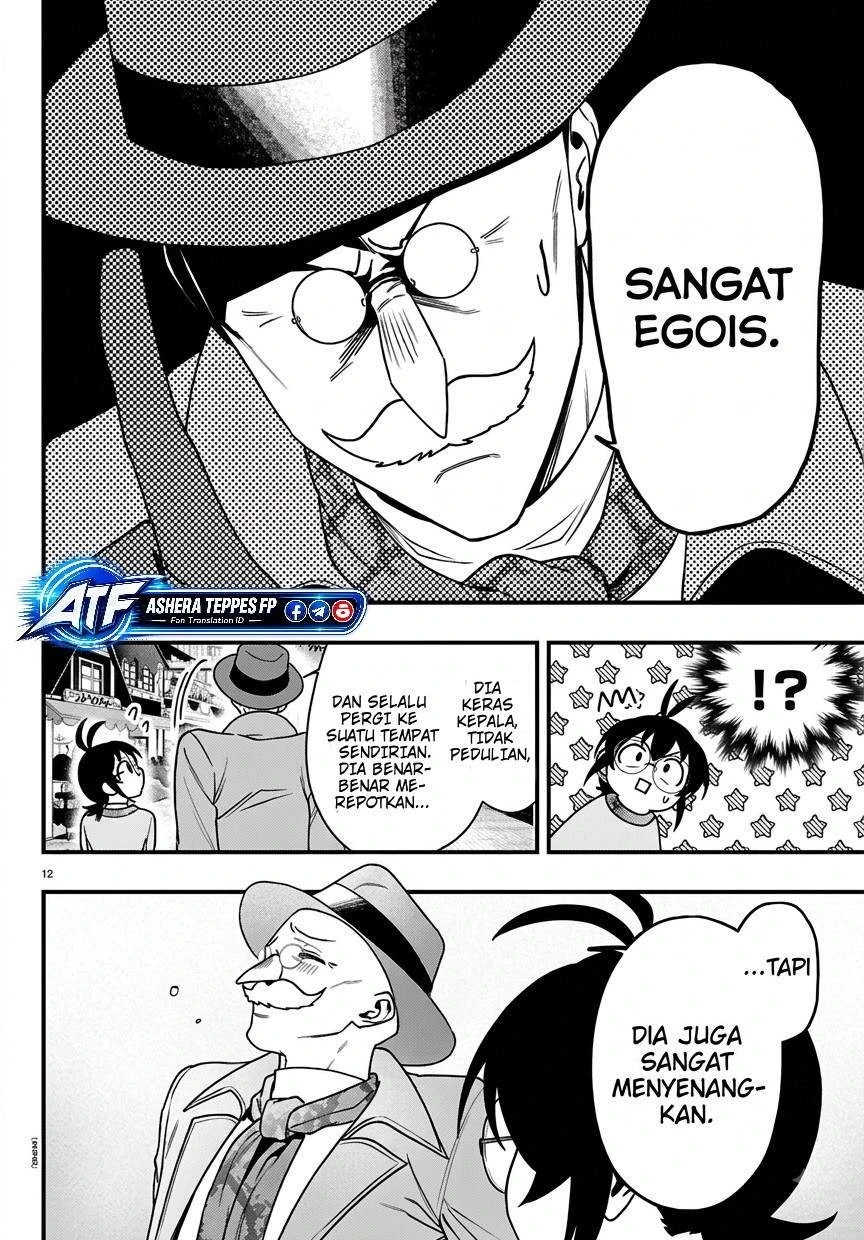 SANGAT
EGOIS.
ATF
ASHERA TEPPES FP
Fan Translation ID
!?
DIA
KERAS
KEPALA,
TIDAK
PEDULIAN,
DAN SELALU
PERGI KE
SUATU TEMPAT
SENDIRIAN.
DIA BENAR-
BENAR ME-
REPOTKAN...
12
...TAPI
DIA JUGA
SANGAT
MENYENANG-
KAN.